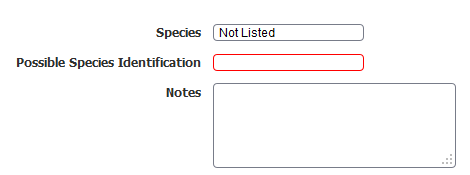 Species Not Listed
Possible Species Identification
Notes